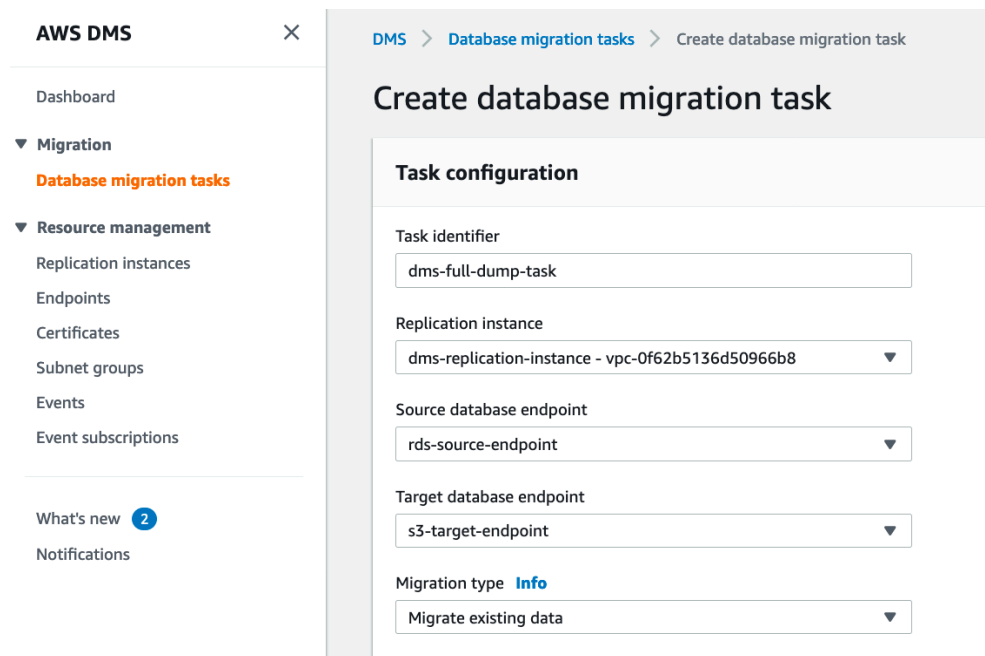 AWS DMS
Dashboard
Migration
Database migration tasks
Resource management
Replication instances
Endpoints
Certificates
Subnet groups
Events
Event subscriptions
What's new 2
Notifications
DMS > Database migration tasks > Create database migration task
Create database migration task
Task configuration
Task identifier
dms-full-dump-task
Replication instance
dms-replication-instance - vpc-0f62b5136d50966b8
Source database endpoint
rds-source-endpoint
Target database endpoint
s3-target-endpoint
Migration type Info
Migrate existing data